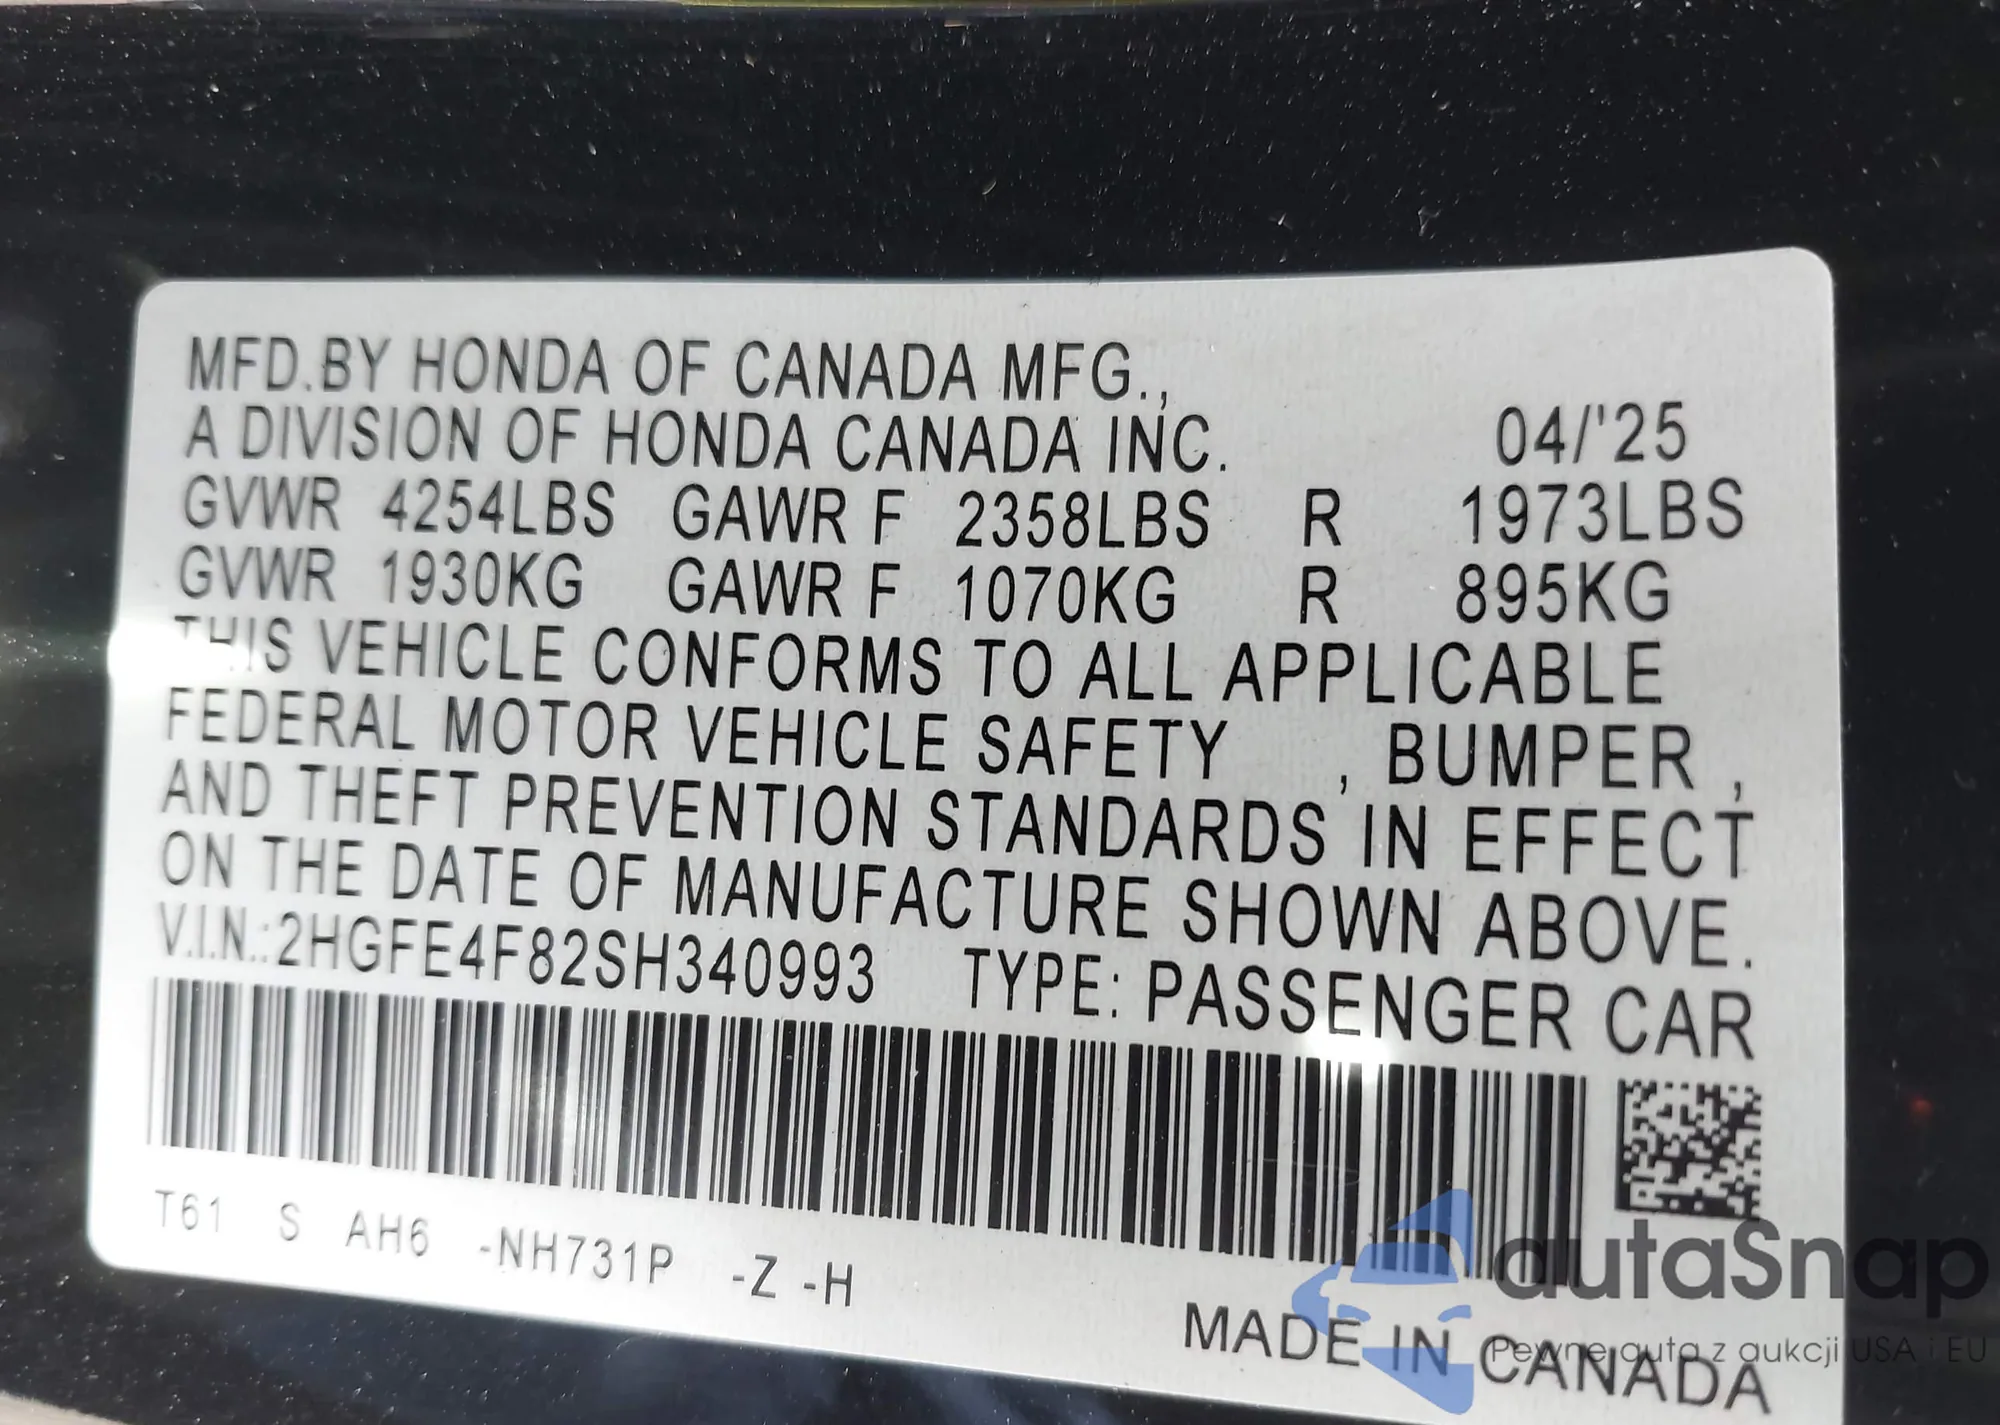 MFD.BY HONDA OF CANADA MFG.,
A DIVISION OF HONDA CANADA INC. 04/'25
GVWR 4254LBS GAWR F 2358LBS R 1973LBS
GVWR 1930KG GAWR F 1070KG R 895KG
THIS VEHICLE CONFORMS TO ALL APPLICABLE
FEDERAL MOTOR VEHICLE SAFETY , BUMPER ,
AND THEFT PREVENTION STANDARDS IN EFFECT
ON THE DATE OF MANUFACTURE SHOWN ABOVE.
V.I.N.:2HGFE4F82SH340993 TYPE: PASSENGER CAR
T61 S AH6 -NH731P -Z -H
MADE IN CANADA
autaSnap
Pewne auta z aukcji USA i EU